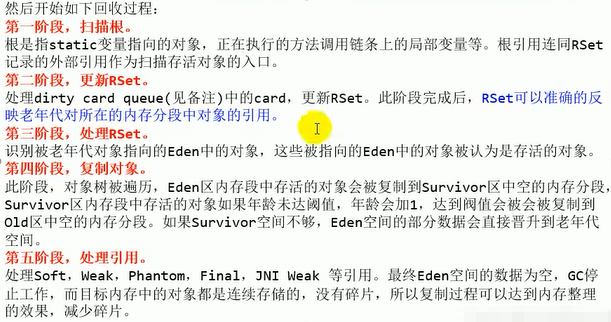 然后开始如下回收过程：
第一阶段，扫描根。
根是指static变量指向的对象，正在执行的方法调用链条上的局部变量等。根引用连同RSet
记录的外部引用作为扫描存活对象的入口。
第二阶段，更新RSet。
处理dirty card queue(见备注)中的card，更新RSet。此阶段完成后，RSet可以准确的反
映老年代对所在的内存分段中对象的引用。
第三阶段，处理RSet。
识别被老年代对象指向的Eden中的对象，这些被指向的Eden中的对象被认为是存活的对象。
第四阶段，复制对象。
此阶段，对象树被遍历，Eden区内存段中存活的对象会被复制到Survivor区中空的内存分段，
Survivor区内存段中存活的对象如果年龄未达阈值，年龄会加1，达到阀值会被会被复制到
Old区中空的内存分段。如果Survivor空间不够，Eden空间的部分数据会直接晋升到老年代
空间。
第五阶段，处理引用。
处理Soft，Weak，Phantom，Final，JNI Weak 等引用。最终Eden空间的数据为空，GC停
止工作，而目标内存中的对象都是连续存储的，没有碎片，所以复制过程可以达到内存整理
的效果，减少碎片。